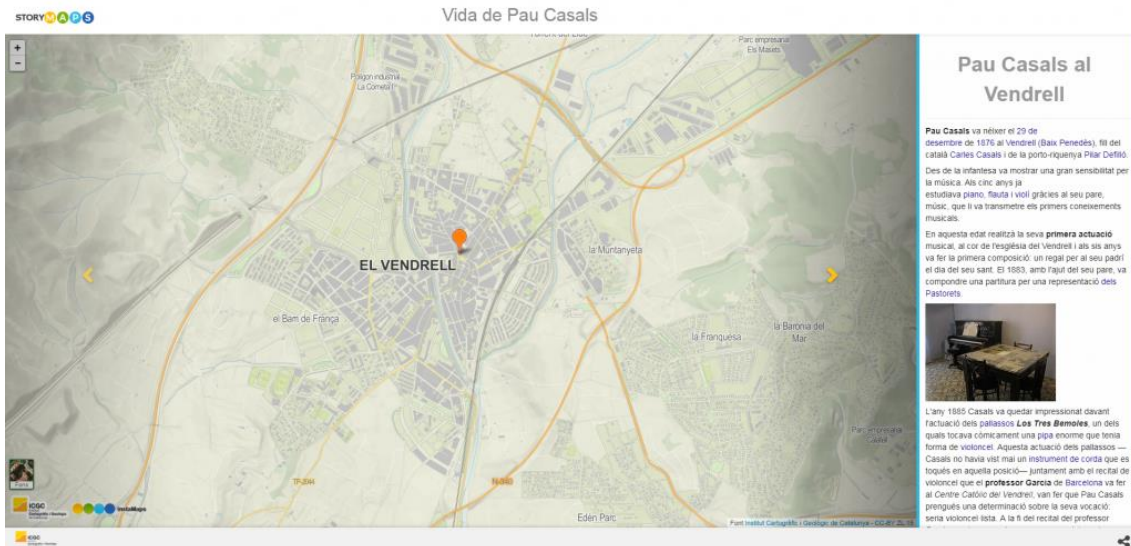 STORYMAPS
Vida de Pau Casals
+
−
Parc empresarial
Els Masets
Polígon industrial
La Cometa I
la Muntanyeta
EL VENDRELL
el Barri de França
la Franquesa
la Baronia del
Mar
Eden Parc
TP-2044
N-340
ICGC
instaMaps
Font Institut Cartogràfic i Geològic de Catalunya - CC-BY ZL:15
Pau Casals al
Vendrell
Pau Casals va néixer el 29 de
desembre de 1876 al Vendrell (Baix Penedès), fill del
català Carles Casals i de la porto-riquenya Pilar Defilló.
Des de la infantesa va mostrar una gran sensibilitat per
la música. Als cinc anys ja
estudiava piano, flauta i violí gràcies al seu pare,
músic, que li va transmetre els primers coneixements
musicals.
En aquesta edat realitzà la seva primera actuació
musical, al cor de l'església del Vendrell i als sis anys
va fer la primera composició: un regal per al seu padrí
el dia del seu sant. El 1883, amb l'ajut del seu pare, va
compondre una partitura per una representació dels
Pastorets.
L'any 1885 Casals va quedar impressionat davant
l'actuació dels pallassos Los Tres Bemoles, un dels
quals tocava còmicament una pipa enorme que tenia
forma de violoncel. Aquesta actuació dels pallassos —
Casals no havia vist mai un instrument de corda que es
toqués en aquella posició— juntament amb el recital de
violoncel que el professor García de Barcelona va fer
al Centre Catòlic del Vendrell, van fer que Pau Casals
prengués una determinació sobre la seva vocació:
seria violoncel·lista. A la fi del recital del professor
ICGC